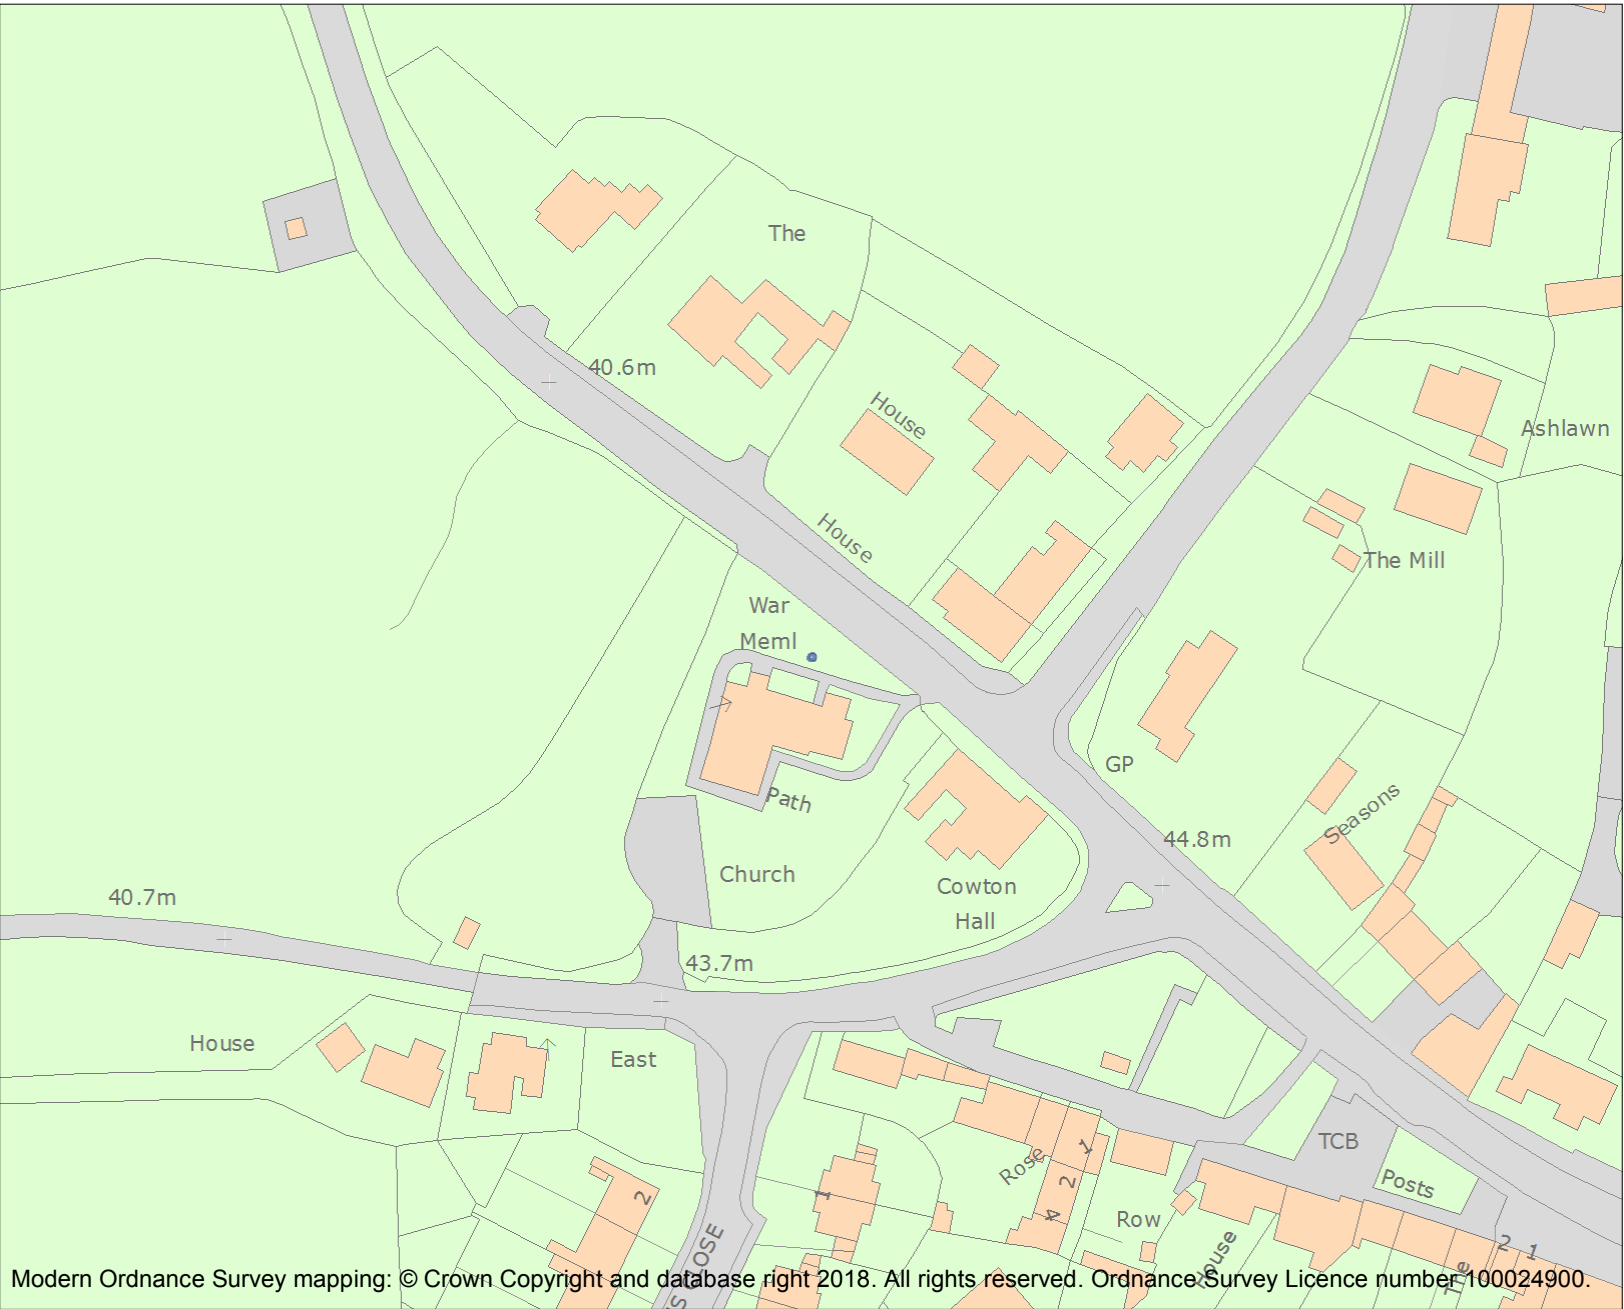 The
40.6m
House
Ashlawn
House
The Mill
War
Meml
GP
Path
Seasons
44.8m
Church
Cowton
Hall
40.7m
43.7m
House
East
TCB
Rose
1
2
4
Posts
2
1
Row
House
S CLOSE
2
1
The
Modern Ordnance Survey mapping: © Crown Copyright and database right 2018. All rights reserved. Ordnance Survey Licence number 100024900.